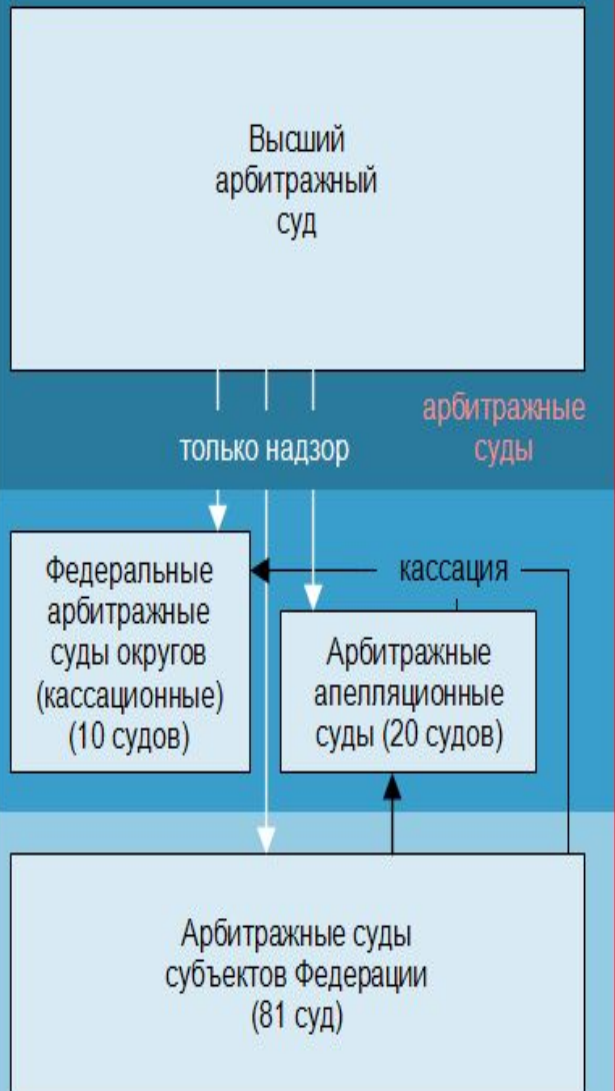 Высший
арбитражный
суд
арбитражные
суды
только надзор
кассация
Федеральные
арбитражные
суды округов
(кассационные)
(10 судов)
Арбитражные
апелляционные
суды (20 судов)
Арбитражные суды
субъектов Федерации
(81 суд)